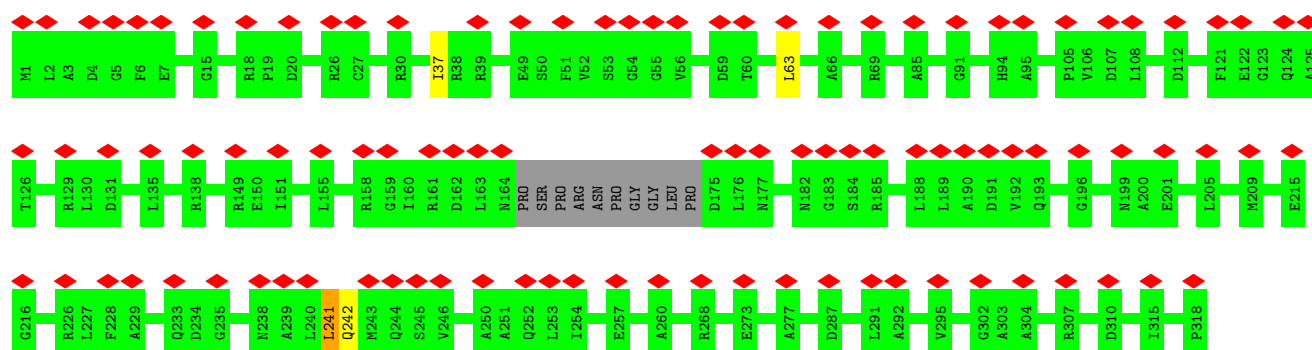 M1 L2 A3 D4 G5 F6 E7 G15 R18 P19 D20 R26 C27 R30 I37 R38 R39 E49 S50 F51 V52 S53 G54 G55 V56 D59 T60 L63 A66 R69 A85 G91 H94 A95 P105 V106 D107 L108 D112 F121 E122 G123 Q124 A125
T126 R129 L130 D131 L135 R138 R149 E150 I151 L155 R158 G159 I160 R161 D162 L163 N164 PRO SER PRO ARG ASN PRO GLY GLY LEU PRO D175 L176 N177 N182 G183 S184 R185 L188 L189 A190 D191 V192 Q193 G196 N199 A200 E201 L205 M209 E215
G216 R226 L227 F228 A229 Q233 D234 G235 N238 A239 L240 L241 Q242 M243 Q244 S245 V246 A250 A251 Q252 L253 I254 E257 A260 R268 E273 A277 D287 L291 A292 V295 G302 A303 A304 R307 D310 I315 P318